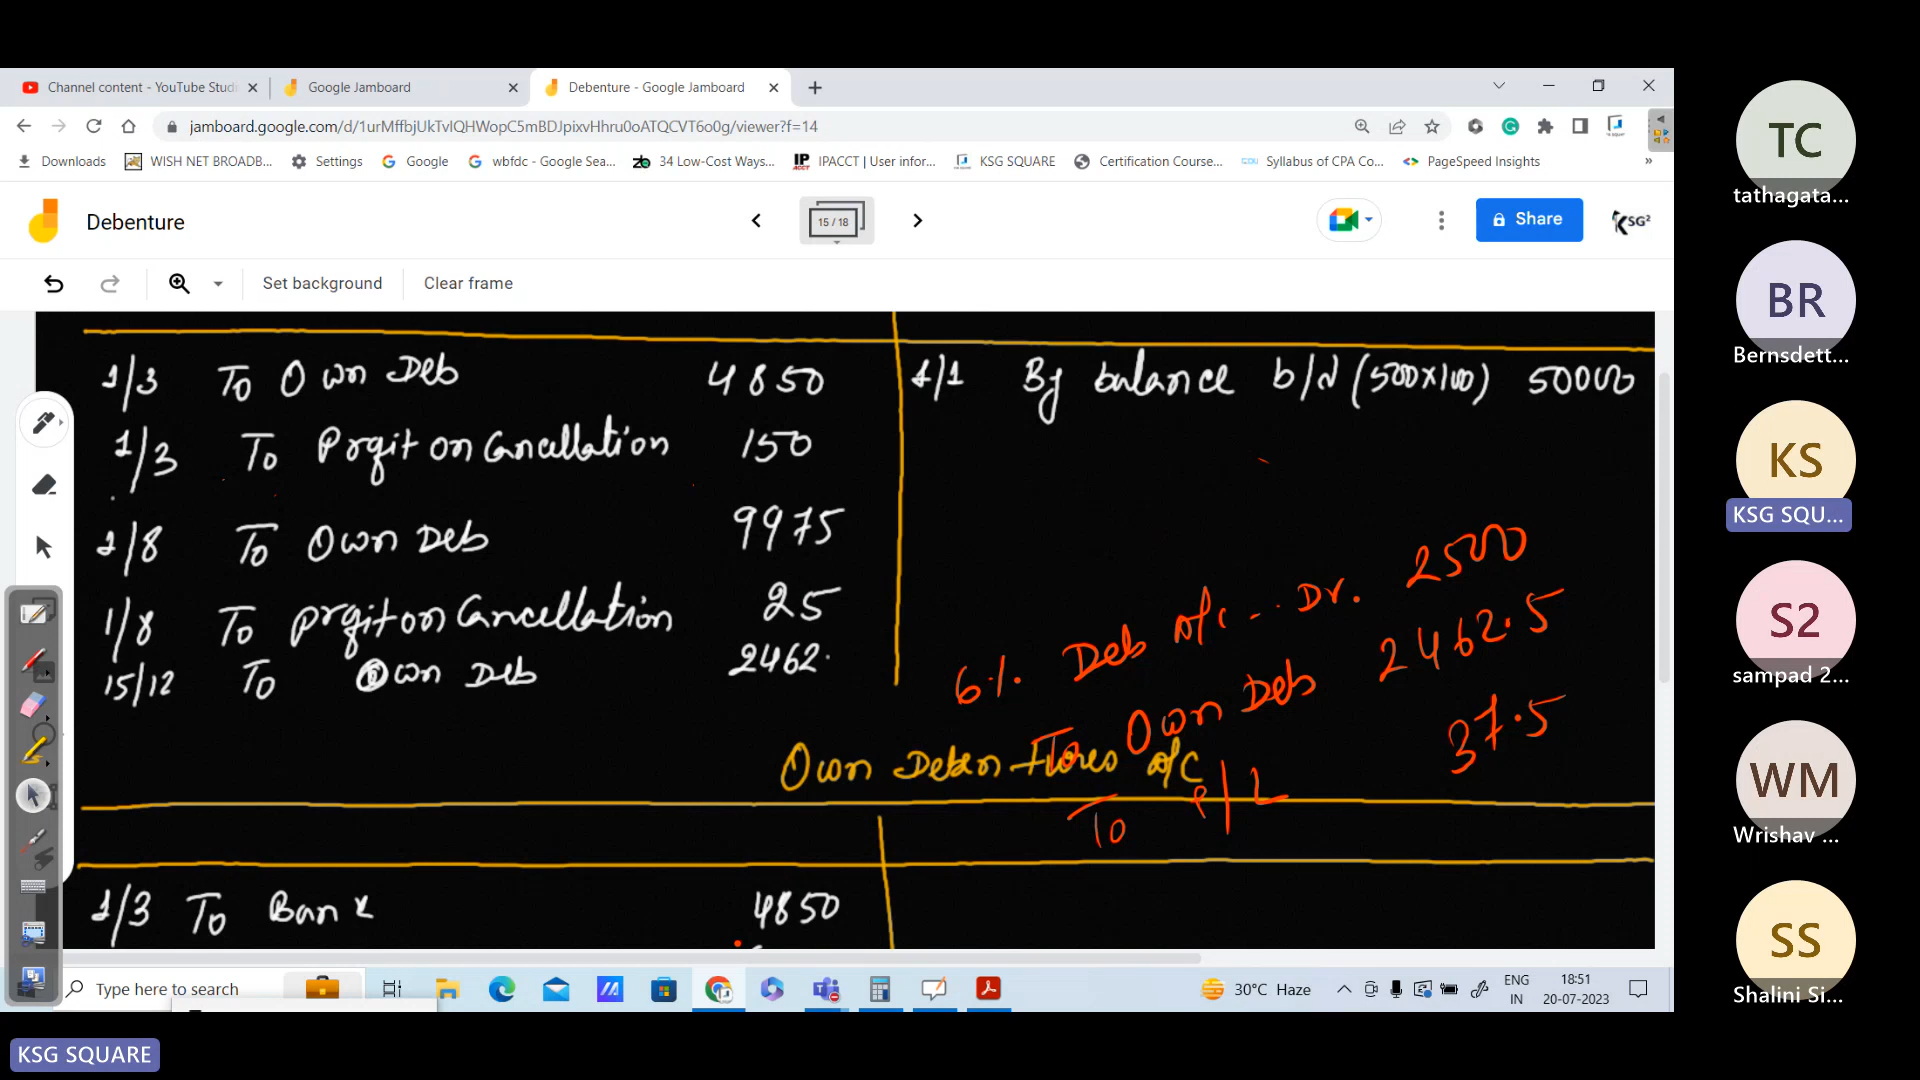 Channel content - YouTube Studi
Google Jamboard
Debenture - Google Jamboard
jamboard.google.com/d/1urMffbjUkTvIQHWopC5mBDJpixvHhru0oATQCVT6o0g/viewer?f=14
Downloads WISH NET BROADB... Settings Google wbfdc - Google Sea... 34 Low-Cost Ways... IPACCT | User infor... KSG SQUARE Certification Course... Syllabus of CPA Co... PageSpeed Insights »
Debenture
15 / 18
Share
KSG²
Set background Clear frame
1/3 To Own Deb 4850 1/1 By balance b/d (500x100) 50000
1/3 To Profit on Cancellation 150
1/8 To Own Deb 9975
1/8 To profit on Cancellation 25
15/12 To Own Deb 2462.
6%. Deb A/c - .. Dr. 2500
To Own Deb 2462.5
To P/L 37.5
Own Debentures A/C
1/3 To Bank 4850
Type here to search
30°C Haze
ENG
IN
18:51
20-07-2023
TC
tathagata...
BR
Bernsdett...
KS
KSG SQU...
S2
sampad 2...
WM
Wrishav ...
SS
Shalini Si...
KSG SQUARE